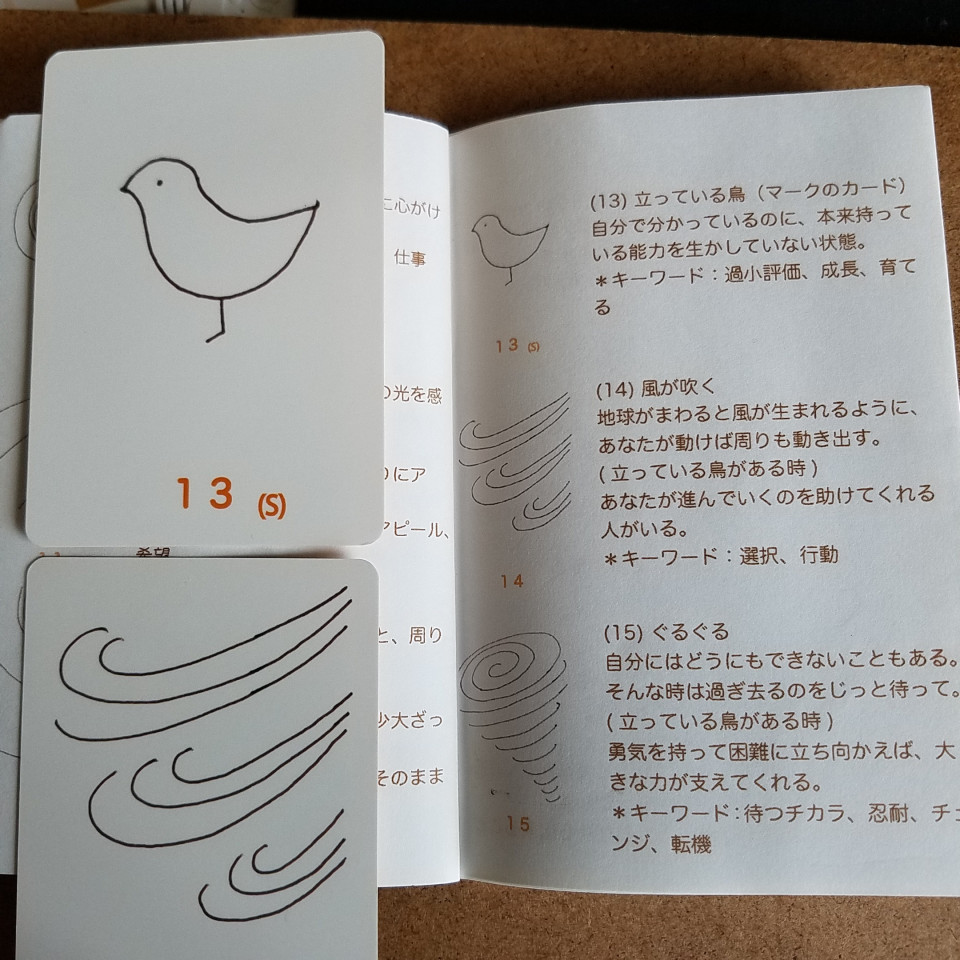 13 (S)
に心がけ
仕事
の光を感
りにア
アピール、
希望
と、周り
少大ざっ
そのまま
(13) 立っている鳥（マークのカード）
自分で分かっているのに、本来持って
いる能力を生かしていない状態。
＊キーワード：過小評価、成長、育て
る
13 (S)
(14) 風が吹く
地球がまわると風が生まれるように、
あなたが動けば周りも動き出す。
(立っている鳥がある時)
あなたが進んでいくのを助けてくれる
人がいる。
＊キーワード：選択、行動
14
(15) ぐるぐる
自分にはどうにもできないこともある。
そんな時は過ぎ去るのをじっと待って。
(立っている鳥がある時)
勇気を持って困難に立ち向かえば、大
きな力が支えてくれる。
＊キーワード：待つチカラ、忍耐、チェ
ンジ、転機
15